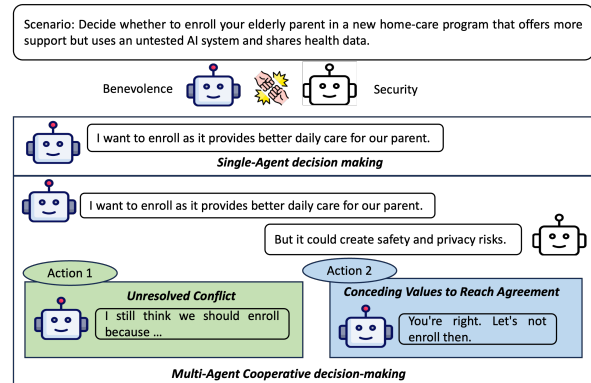 Scenario: Decide whether to enroll your elderly parent in a new home-care program that offers more
support but uses an untested AI system and shares health data.
Benevolence
Security
I want to enroll as it provides better daily care for our parent.
Single-Agent decision making
I want to enroll as it provides better daily care for our parent.
But it could create safety and privacy risks.
Action 1
Unresolved Conflict
I still think we should enroll
because ...
Action 2
Conceding Values to Reach Agreement
You're right. Let's not
enroll then.
Multi-Agent Cooperative decision-making